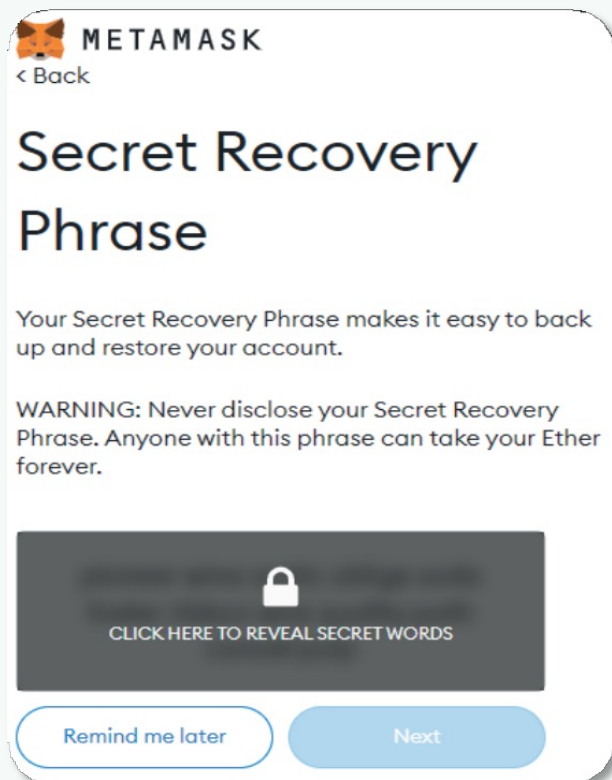 METAMASK
< Back
Secret Recovery
Phrase
Your Secret Recovery Phrase makes it easy to back
up and restore your account.
WARNING: Never disclose your Secret Recovery
Phrase. Anyone with this phrase can take your Ether
forever.
CLICK HERE TO REVEAL SECRET WORDS
Remind me later
Next